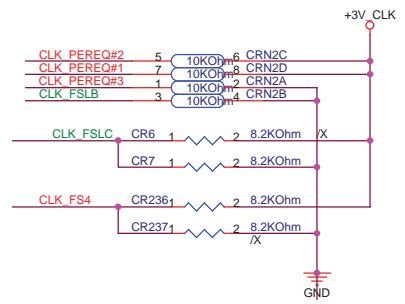 +3V_CLK
CLK_PEREQ#2 5 10KOhm 6 CRN2C
CLK_PEREQ#1 7 10KOhm 8 CRN2D
CLK_PEREQ#3 1 10KOhm 2 CRN2A
CLK_FSLB 3 10KOhm 4 CRN2B
CLK_FSLC CR6 1 2 8.2KOhm /X
CR7 1 2 8.2KOhm
CLK_FS4 CR236 1 2 8.2KOhm
CR237 1 2 8.2KOhm
/X
GND